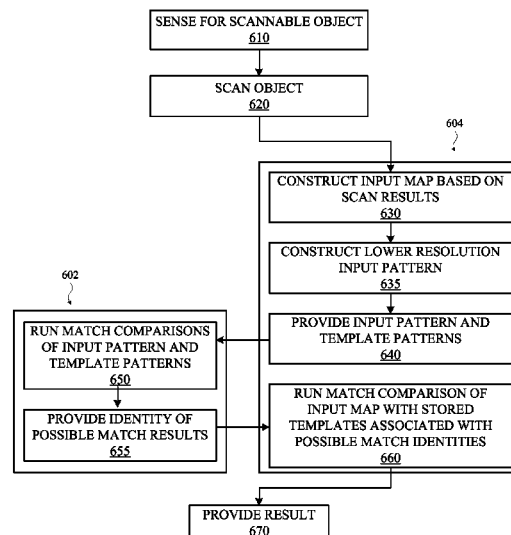 SENSE FOR SCANNABLE OBJECT
610
SCAN OBJECT
620
604
CONSTRUCT INPUT MAP BASED ON
SCAN RESULTS
630
CONSTRUCT LOWER RESOLUTION
INPUT PATTERN
635
602
PROVIDE INPUT PATTERN AND
TEMPLATE PATTERNS
640
RUN MATCH COMPARISONS
OF INPUT PATTERN AND
TEMPLATE PATTERNS
650
PROVIDE IDENTITY OF
POSSIBLE MATCH RESULTS
655
RUN MATCH COMPARISON OF
INPUT MAP WITH STORED
TEMPLATES ASSOCIATED WITH
POSSIBLE MATCH IDENTITIES
660
PROVIDE RESULT
670